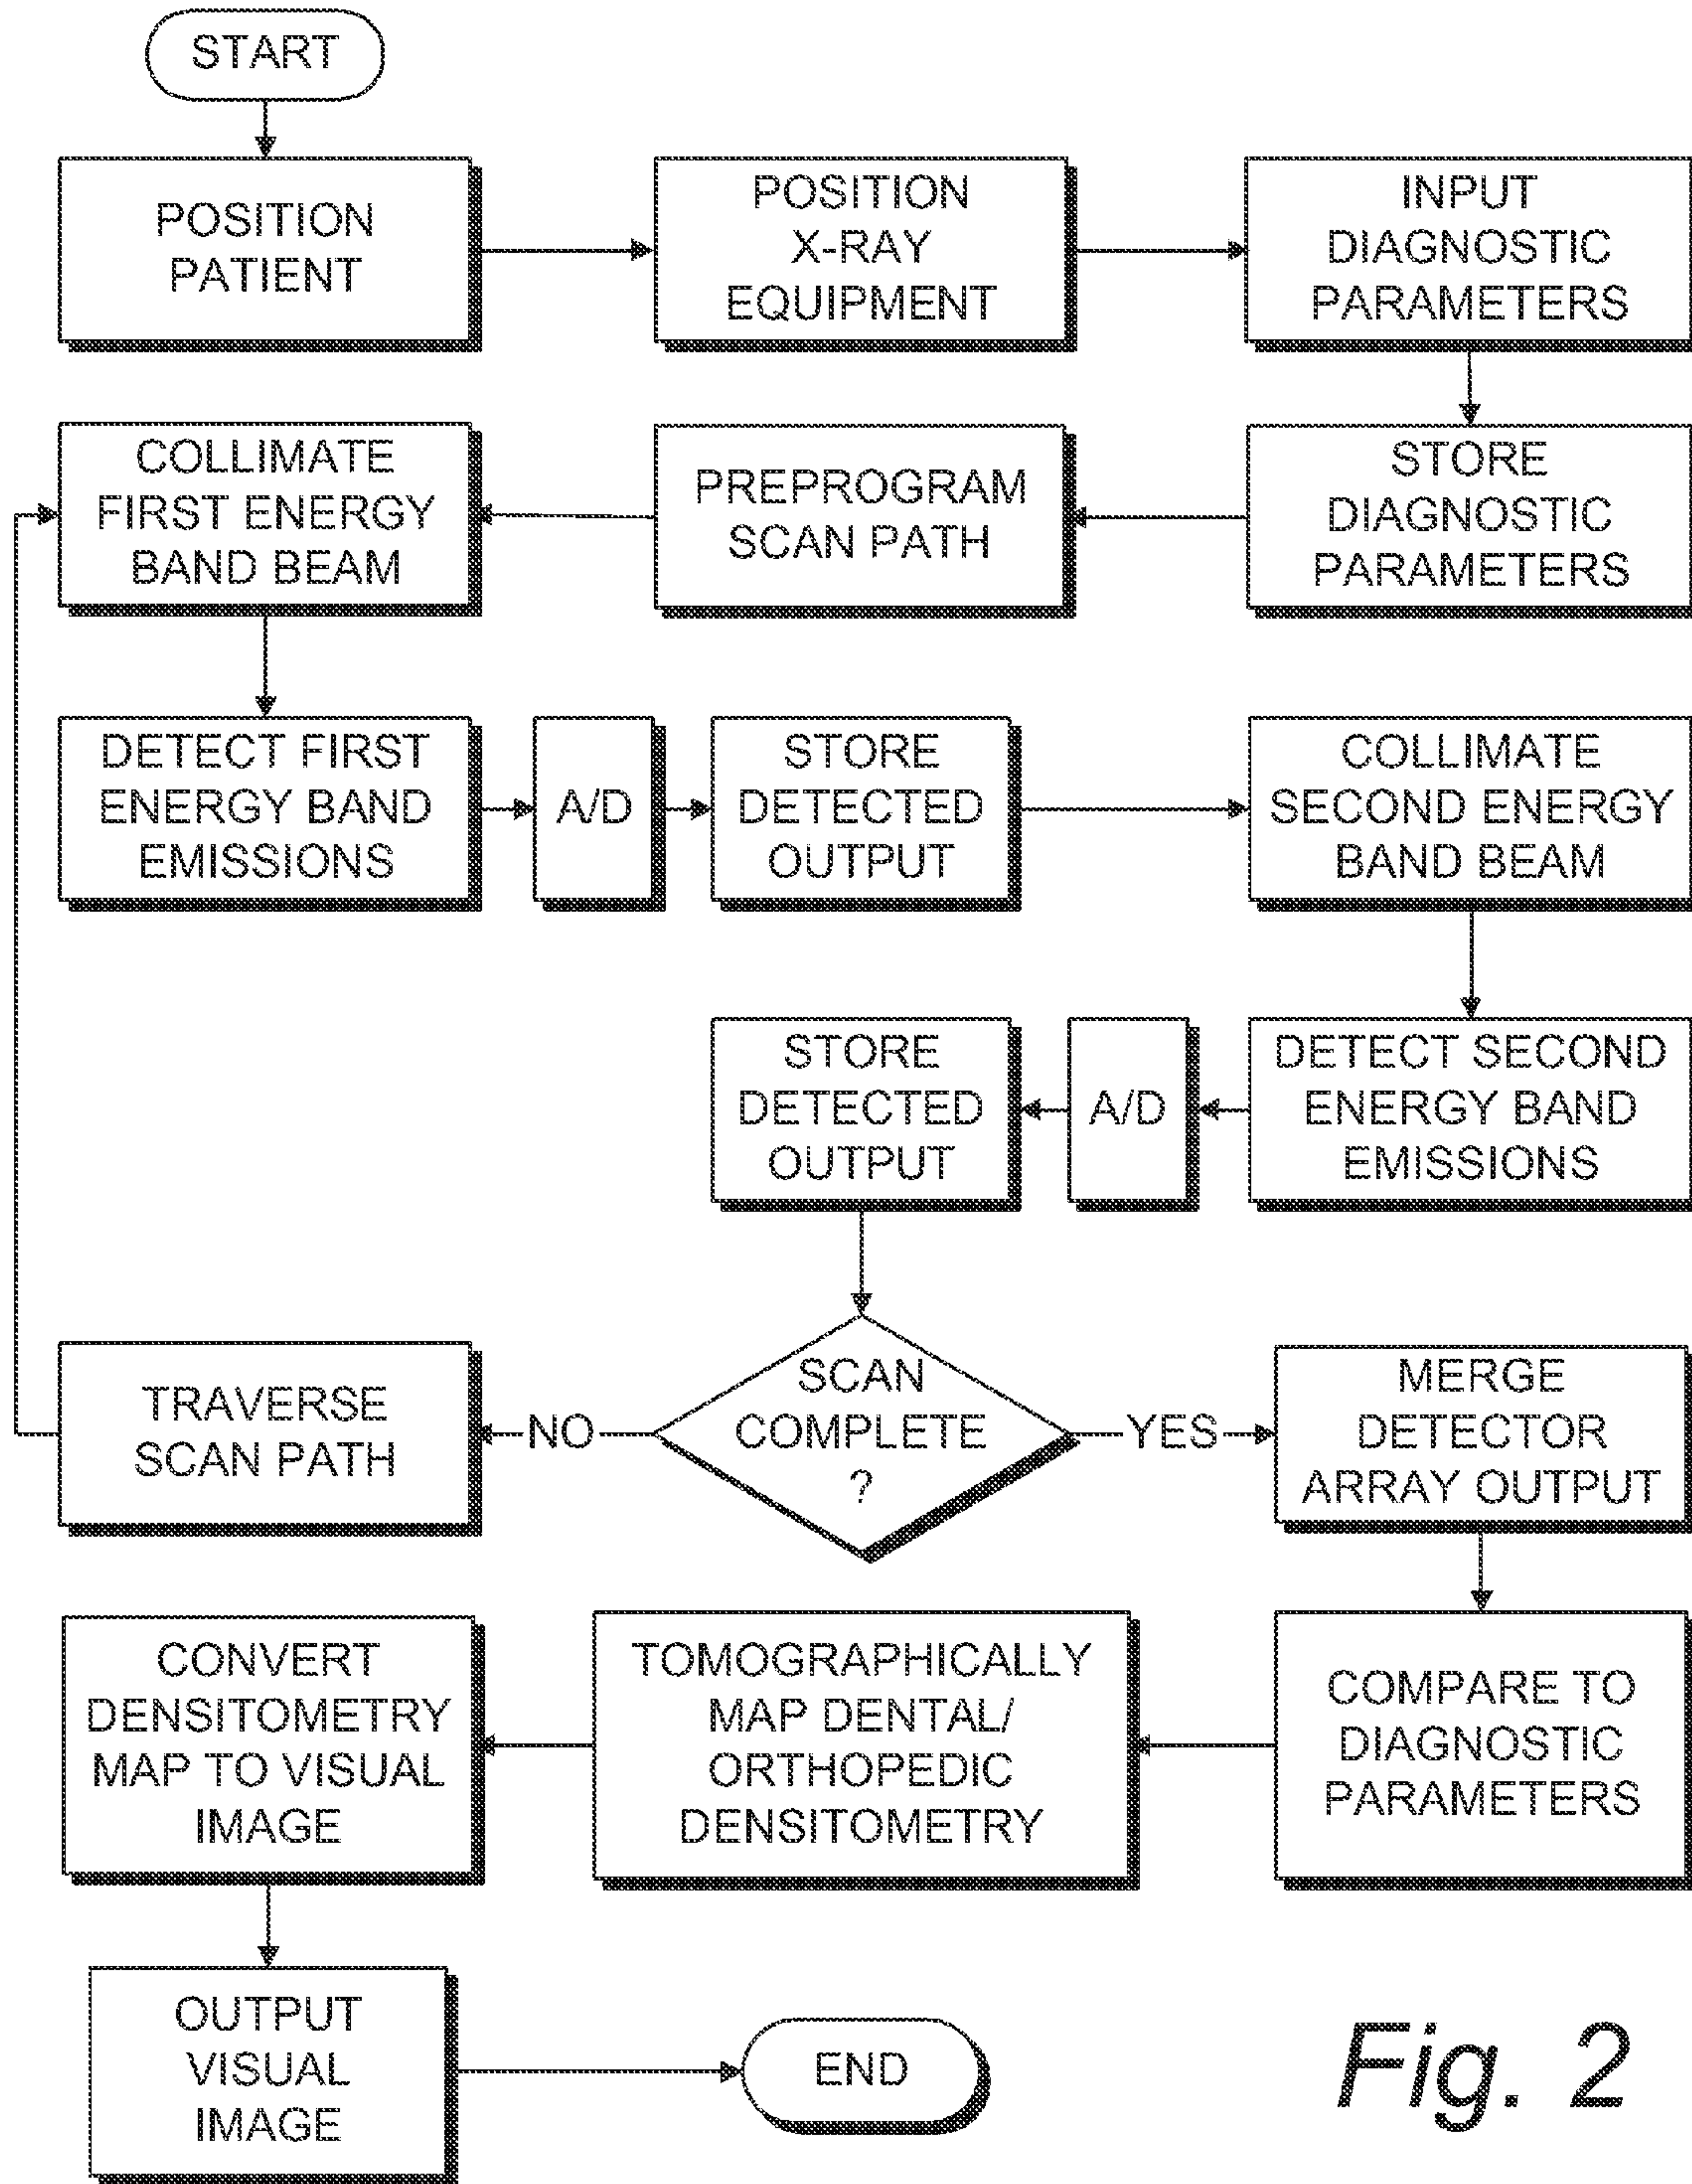 START
POSITION
PATIENT
POSITION
X-RAY
EQUIPMENT
INPUT
DIAGNOSTIC
PARAMETERS
STORE
DIAGNOSTIC
PARAMETERS
PREPROGRAM
SCAN PATH
COLLIMATE
FIRST ENERGY
BAND BEAM
DETECT FIRST
ENERGY BAND
EMISSIONS
A/D
STORE
DETECTED
OUTPUT
COLLIMATE
SECOND ENERGY
BAND BEAM
DETECT SECOND
ENERGY BAND
EMISSIONS
A/D
STORE
DETECTED
OUTPUT
SCAN
COMPLETE
?
NO
TRAVERSE
SCAN PATH
YES
MERGE
DETECTOR
ARRAY OUTPUT
COMPARE TO
DIAGNOSTIC
PARAMETERS
TOMOGRAPHICALLY
MAP DENTAL/
ORTHOPEDIC
DENSITOMETRY
CONVERT
DENSITOMETRY
MAP TO VISUAL
IMAGE
OUTPUT
VISUAL
IMAGE
END
Fig. 2